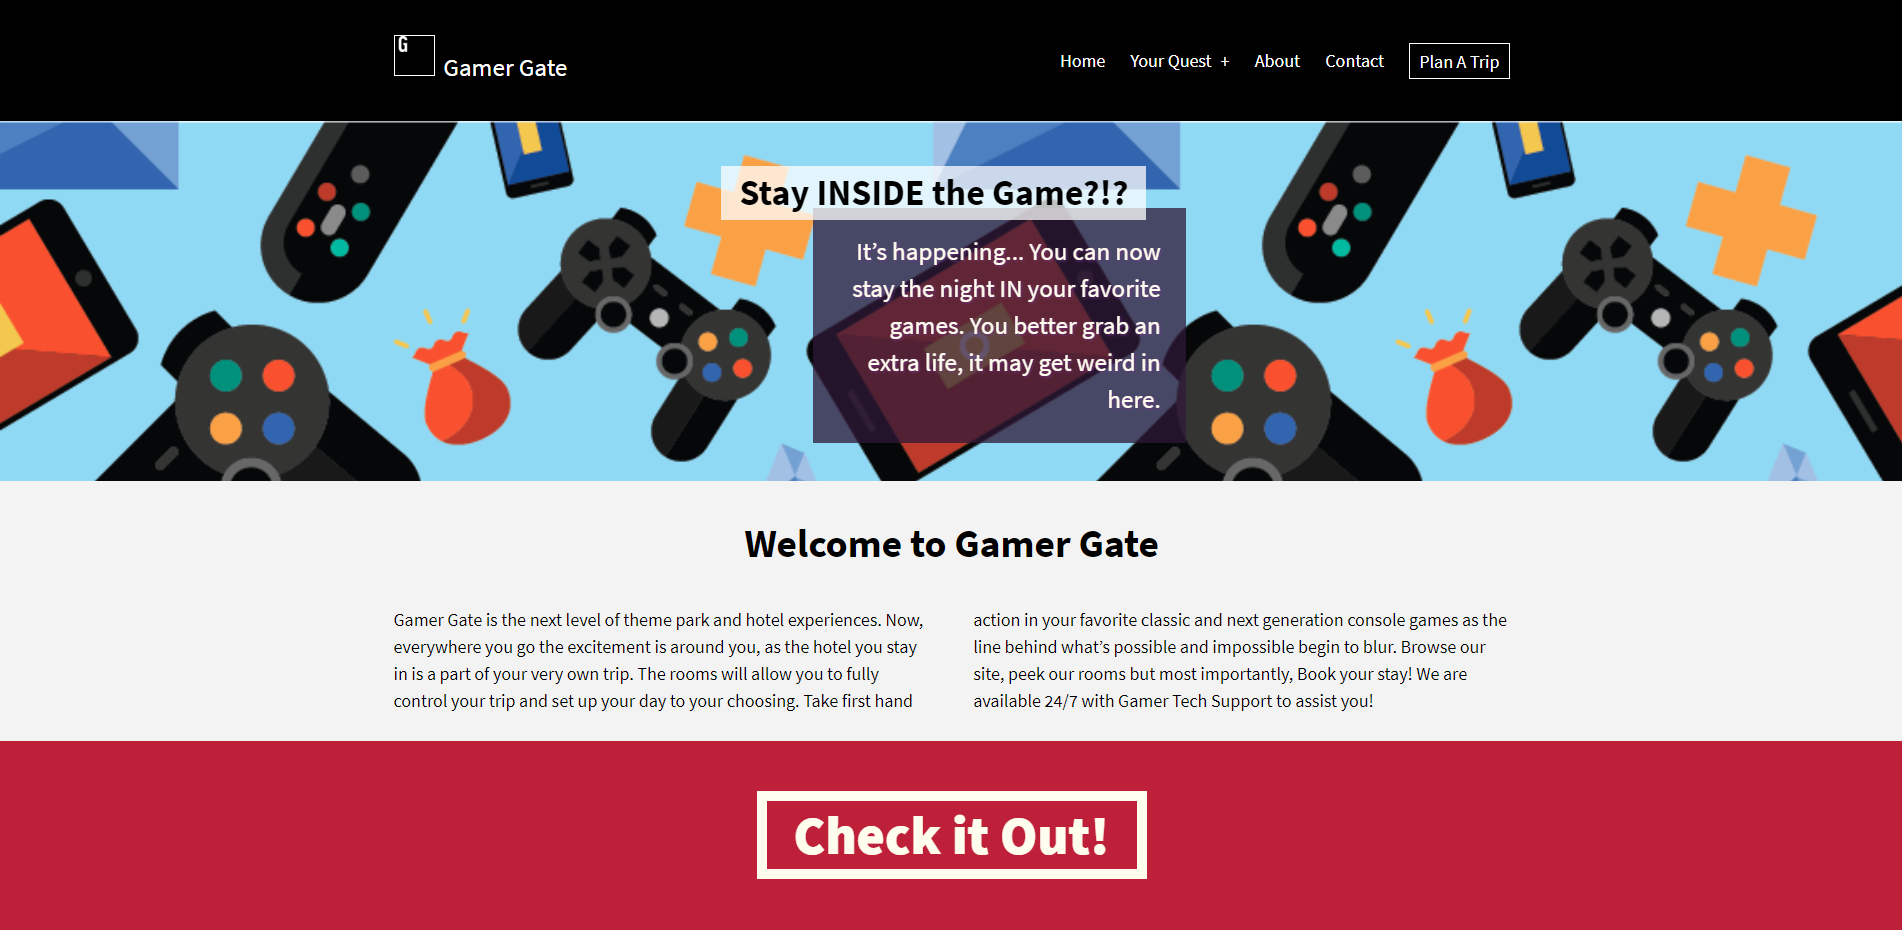 G
Gamer Gate
Home
Your Quest +
About
Contact
Plan A Trip
Stay INSIDE the Game?!?
It’s happening... You can now
stay the night IN your favorite
games. You better grab an
extra life, it may get weird in
here.
Welcome to Gamer Gate
Gamer Gate is the next level of theme park and hotel experiences. Now,
everywhere you go the excitement is around you, as the hotel you stay
in is a part of your very own trip. The rooms will allow you to fully
control your trip and set up your day to your choosing. Take first hand
action in your favorite classic and next generation console games as the
line behind what’s possible and impossible begin to blur. Browse our
site, peek our rooms but most importantly, Book your stay! We are
available 24/7 with Gamer Tech Support to assist you!
Check it Out!